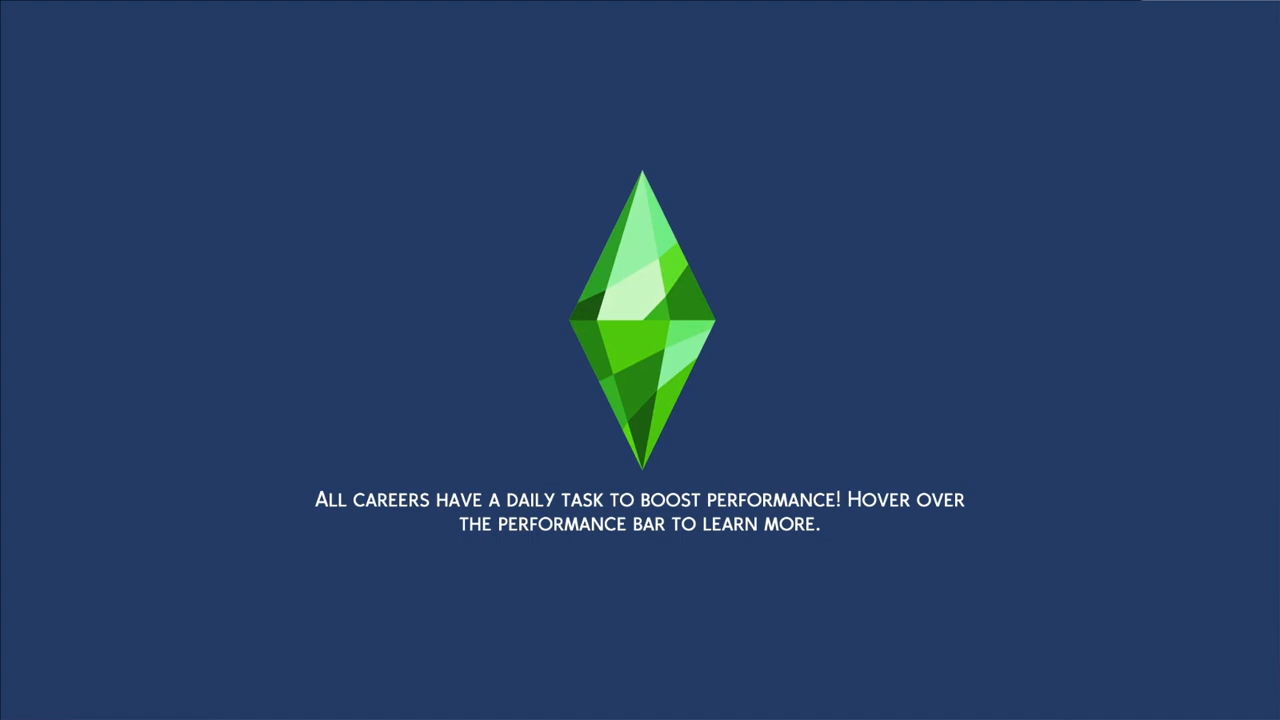 All careers have a daily task to boost performance! Hover over
the performance bar to learn more.